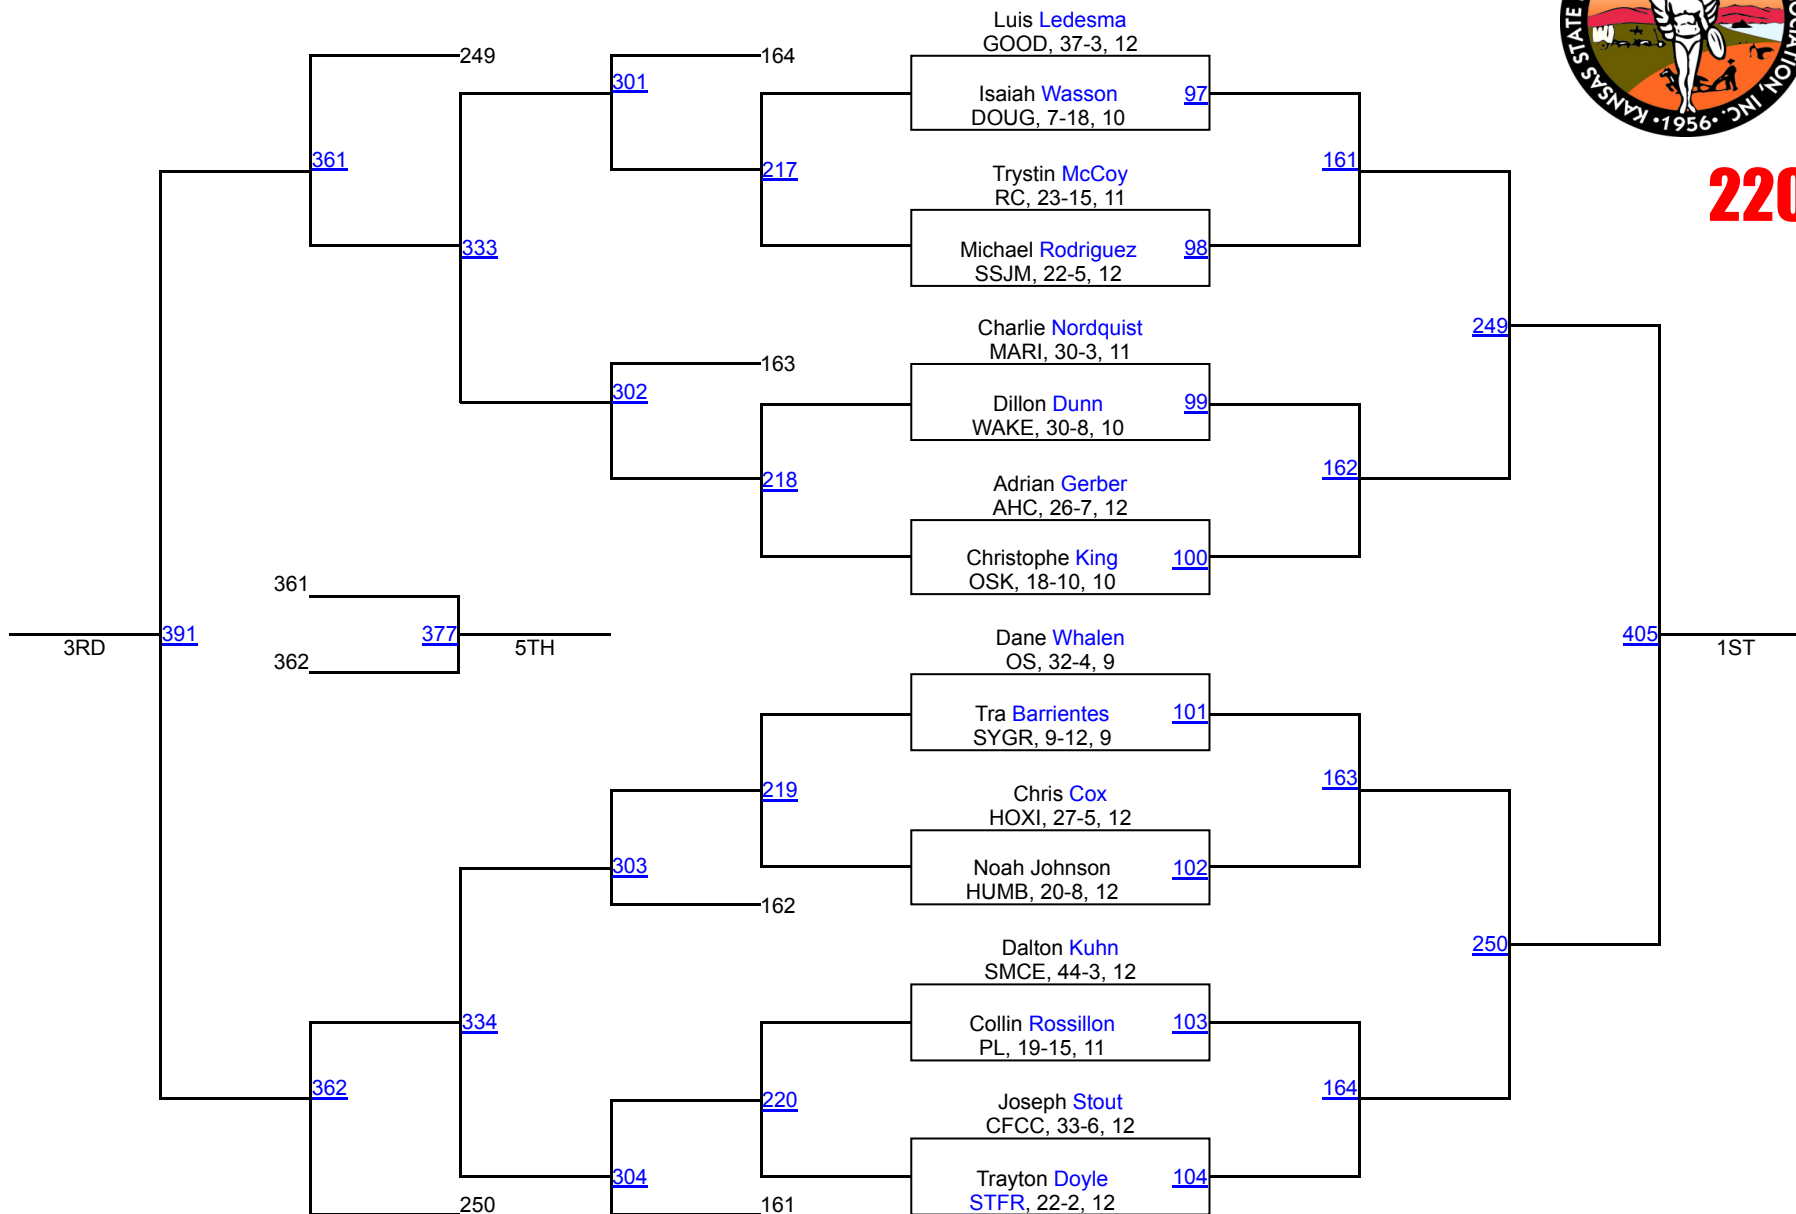 Luis Ledesma
GOOD, 37-3, 12
249
164
301
Isaiah Wasson
97
DOUG, 7-18, 10
KANSAS STATE
OCIATION, INC.
•1956•
361
217
Trystin McCoy
161
RC, 23-15, 11
220
333
Michael Rodriguez
98
SSJM, 22-5, 12
Charlie Nordquist
249
MARI, 30-3, 11
163
302
Dillon Dunn
99
WAKE, 30-8, 10
218
Adrian Gerber
162
AHC, 26-7, 12
Christophe King
100
OSK, 18-10, 10
361
391
377
Dane Whalen
405
3RD
5TH
1ST
362
OS, 32-4, 9
Tra Barrientes
101
SYGR, 9-12, 9
219
Chris Cox
163
HOXI, 27-5, 12
303
Noah Johnson
102
HUMB, 20-8, 12
162
Dalton Kuhn
250
SMCE, 44-3, 12
334
Collin Rossillon
103
PL, 19-15, 11
362
220
Joseph Stout
164
CFCC, 33-6, 12
304
Trayton Doyle
104
STFR, 22-2, 12
250
161